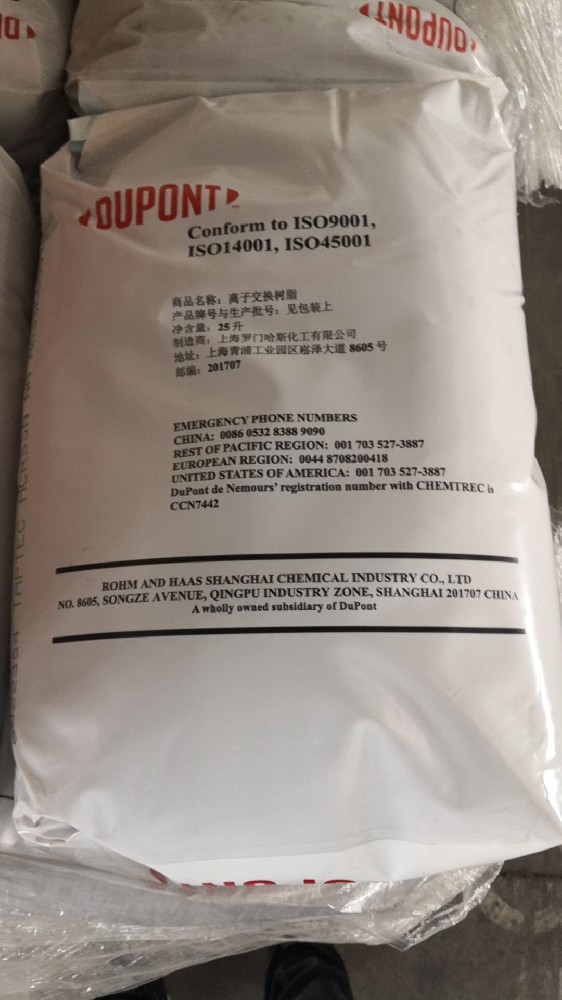 DUPONT
DUPONT
Conform to ISO9001,
ISO14001, ISO45001
商品名称：离子交换树脂
产品牌号与生产批号：见包装上
净含量：25升
制造商：上海罗门哈斯化工有限公司
地址：上海青浦工业园区崧泽大道 8605 号
邮编：201707
EMERGENCY PHONE NUMBERS
CHINA: 0086 0532 8388 9090
REST OF PACIFIC REGION: 001 703 527-3887
EUROPEAN REGION: 0044 8708200418
UNITED STATES OF AMERICA: 001 703 527-3887
DuPont de Nemours' registration number with CHEMTREC is
CCN7442
ROHM AND HAAS SHANGHAI CHEMICAL INDUSTRY CO., LTD
NO. 8605, SONGZE AVENUE, QINGPU INDUSTRY ZONE, SHANGHAI 201707 CHINA
A wholly owned subsidiary of DuPont